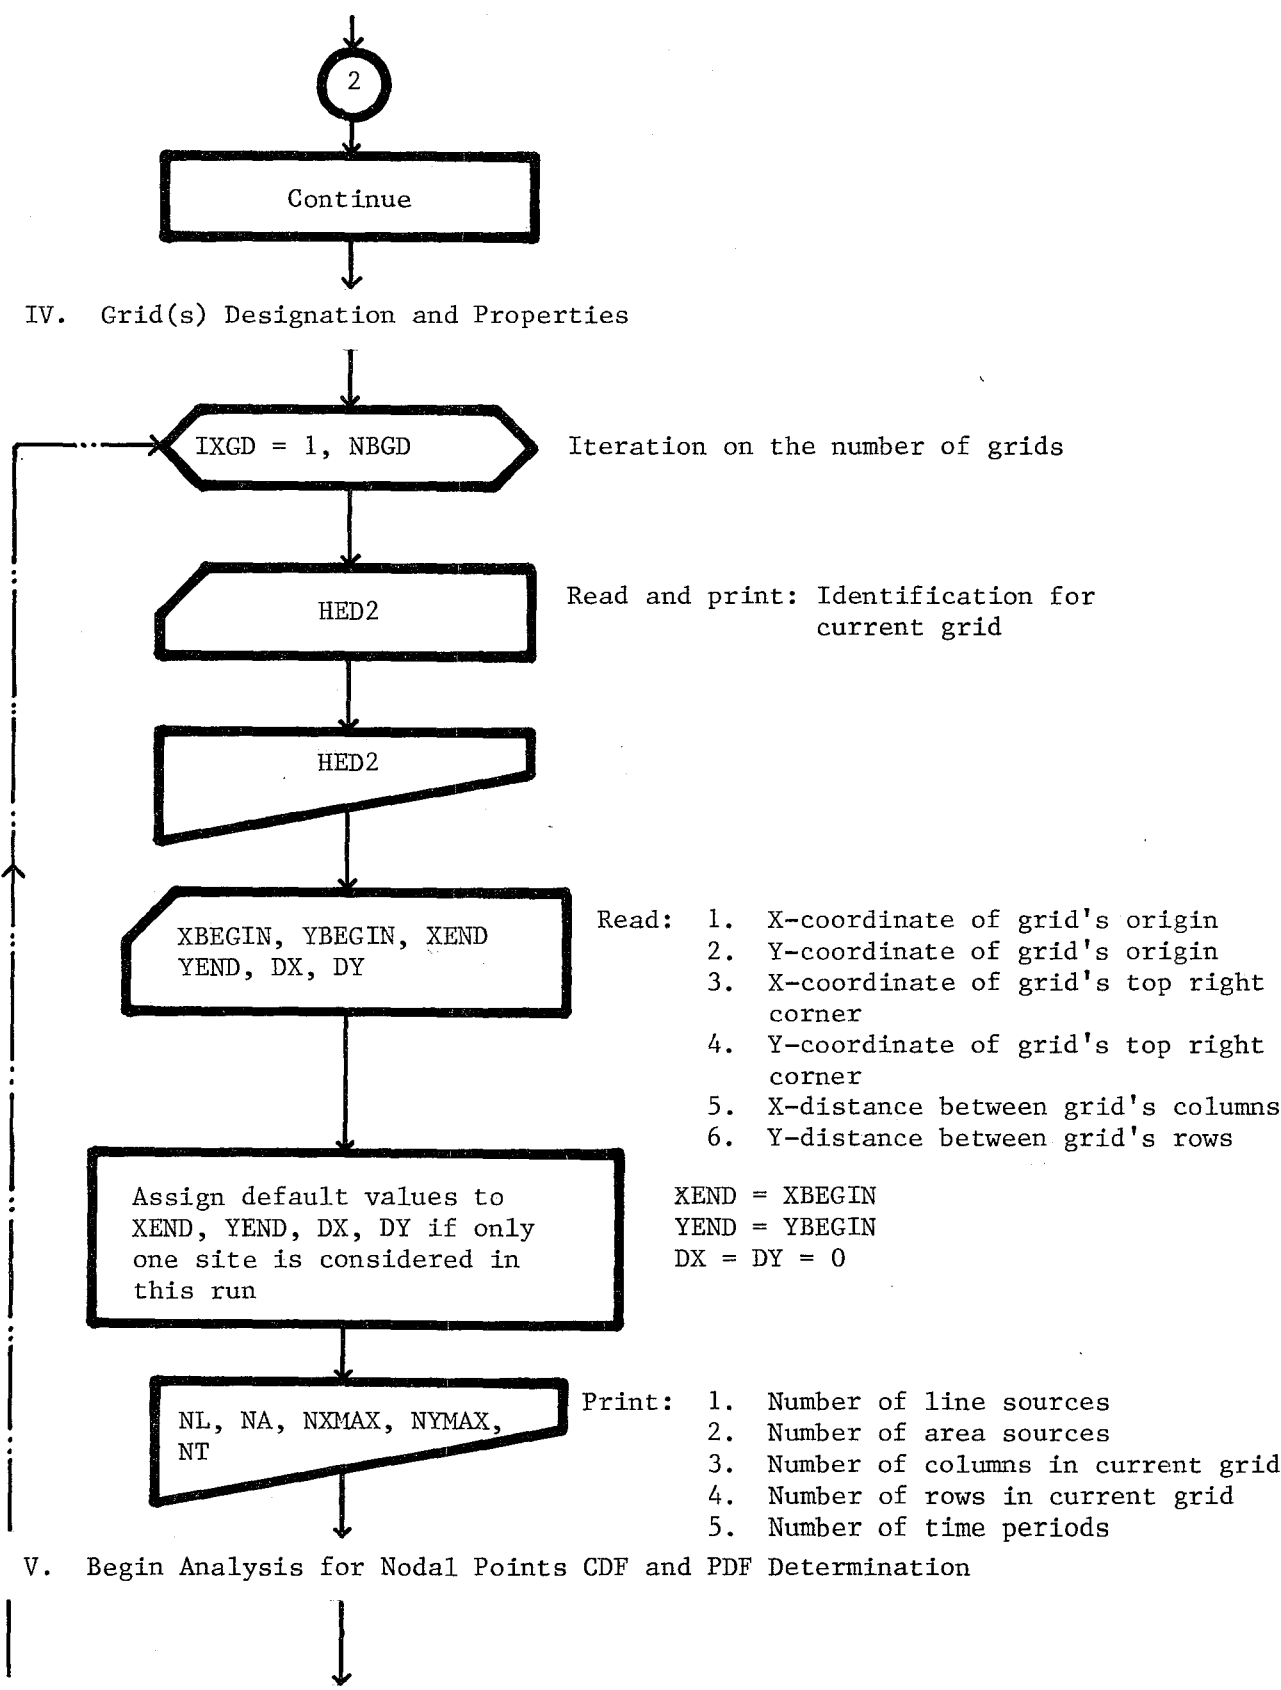 2
Continue
IV. Grid(s) Designation and Properties
IXGD = 1, NBGD
Iteration on the number of grids
HED2
Read and print: Identification for
current grid
HED2
XBEGIN, YBEGIN, XEND
YEND, DX, DY
Read: 1. X-coordinate of grid's origin
2. Y-coordinate of grid's origin
3. X-coordinate of grid's top right
corner
4. Y-coordinate of grid's top right
corner
5. X-distance between grid's columns
6. Y-distance between grid's rows
Assign default values to
XEND, YEND, DX, DY if only
one site is considered in
this run
XEND = XBEGIN
YEND = YBEGIN
DX = DY = 0
NL, NA, NXMAX, NYMAX,
NT
Print: 1. Number of line sources
2. Number of area sources
3. Number of columns in current grid
4. Number of rows in current grid
5. Number of time periods
V. Begin Analysis for Nodal Points CDF and PDF Determination